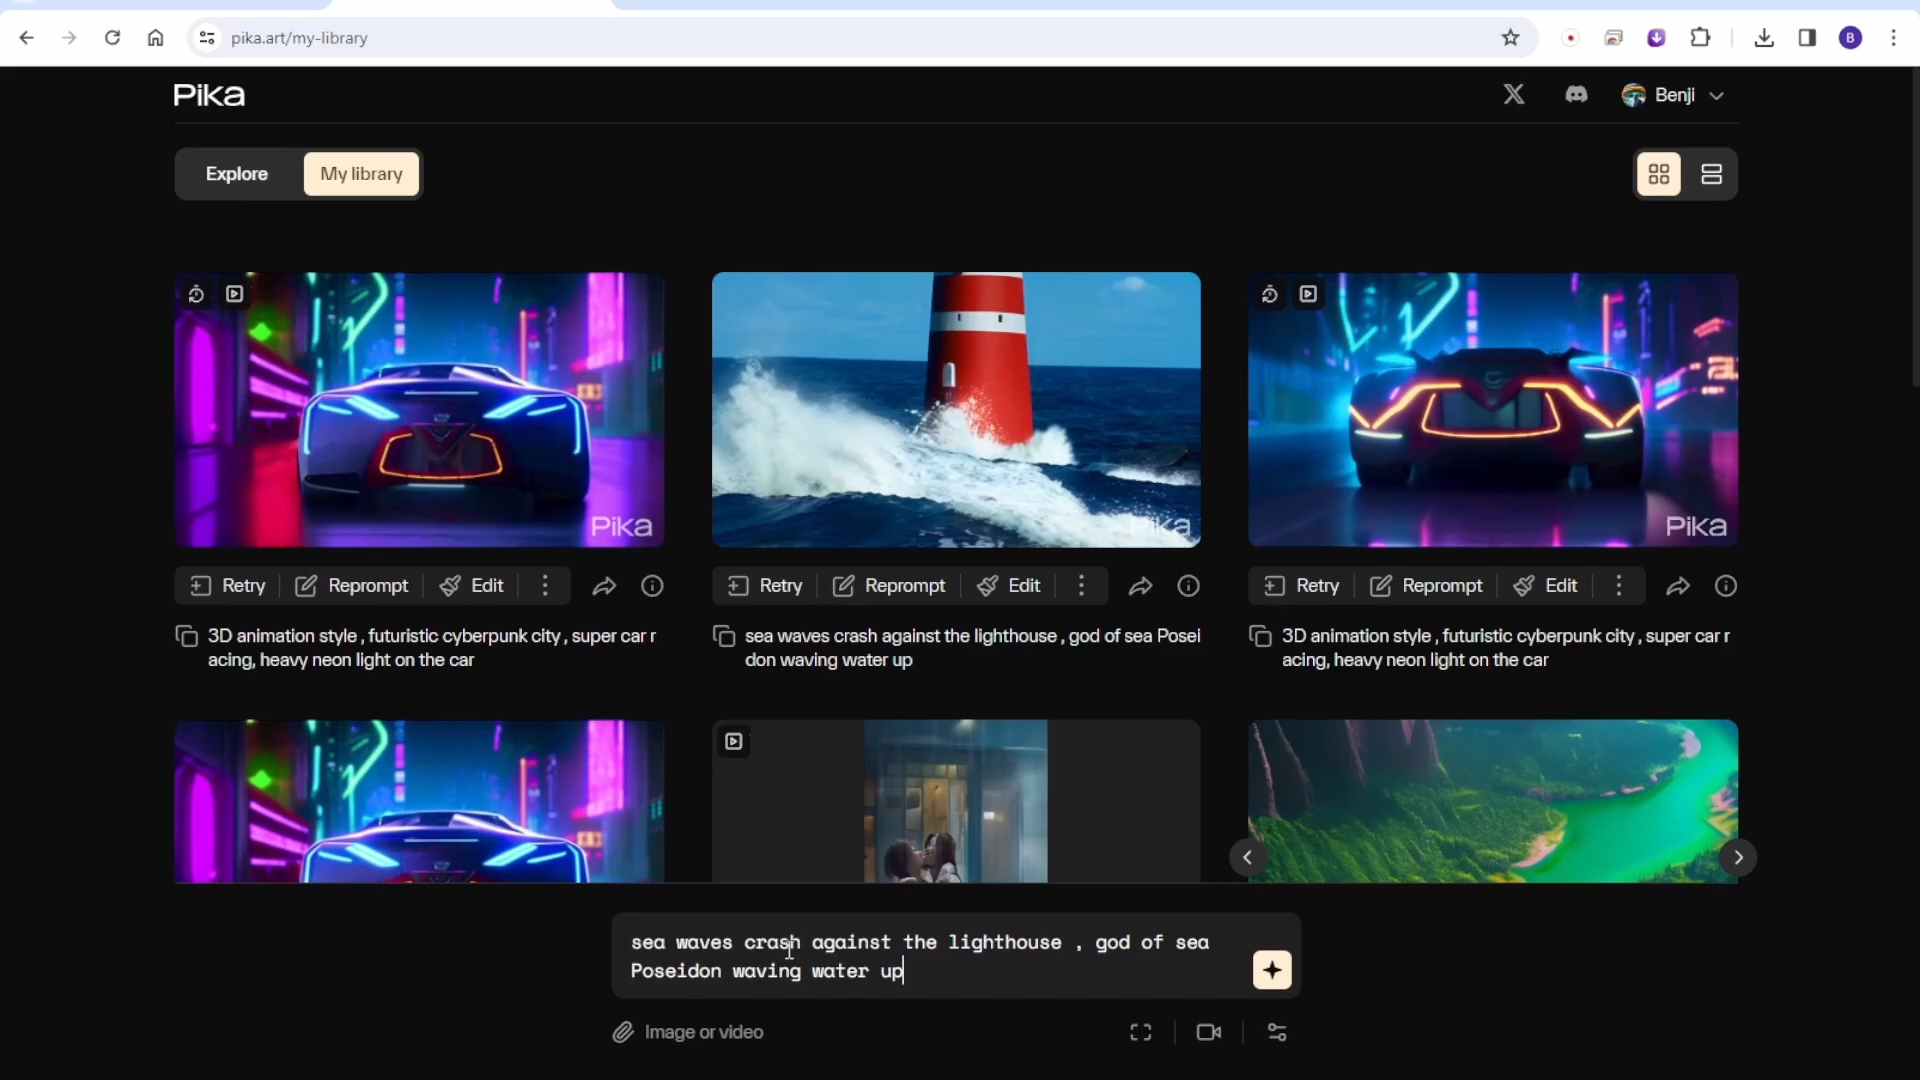 pika.art/my-library
B
Pika
Benji
Explore
My library
Pika
Pika
Pika
Retry
Reprompt
Edit
Retry
Reprompt
Edit
Retry
Reprompt
Edit
3D animation style , futuristic cyberpunk city , super car r
acing, heavy neon light on the car
sea waves crash against the lighthouse , god of sea Posei
don waving water up
3D animation style , futuristic cyberpunk city , super car r
acing, heavy neon light on the car
sea waves crash against the lighthouse , god of sea
Poseidon waving water up
Image or video